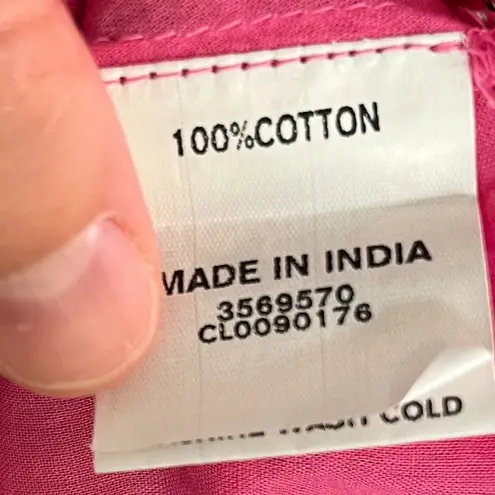 100%COTTON
MADE IN INDIA
3569570
CL0090176
WASH COLD